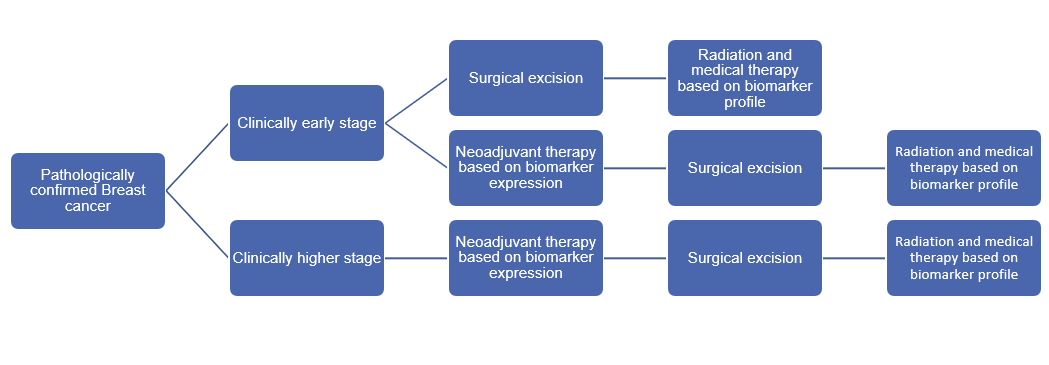 Pathologically
confirmed Breast
cancer
Clinically early stage
Surgical excision
Radiation and
medical therapy
based on biomarker
profile
Neoadjuvant therapy
based on biomarker
expression
Surgical excision
Radiation and medical
therapy based on
biomarker profile
Clinically higher stage
Neoadjuvant therapy
based on biomarker
expression
Surgical excision
Radiation and medical
therapy based on
biomarker profile